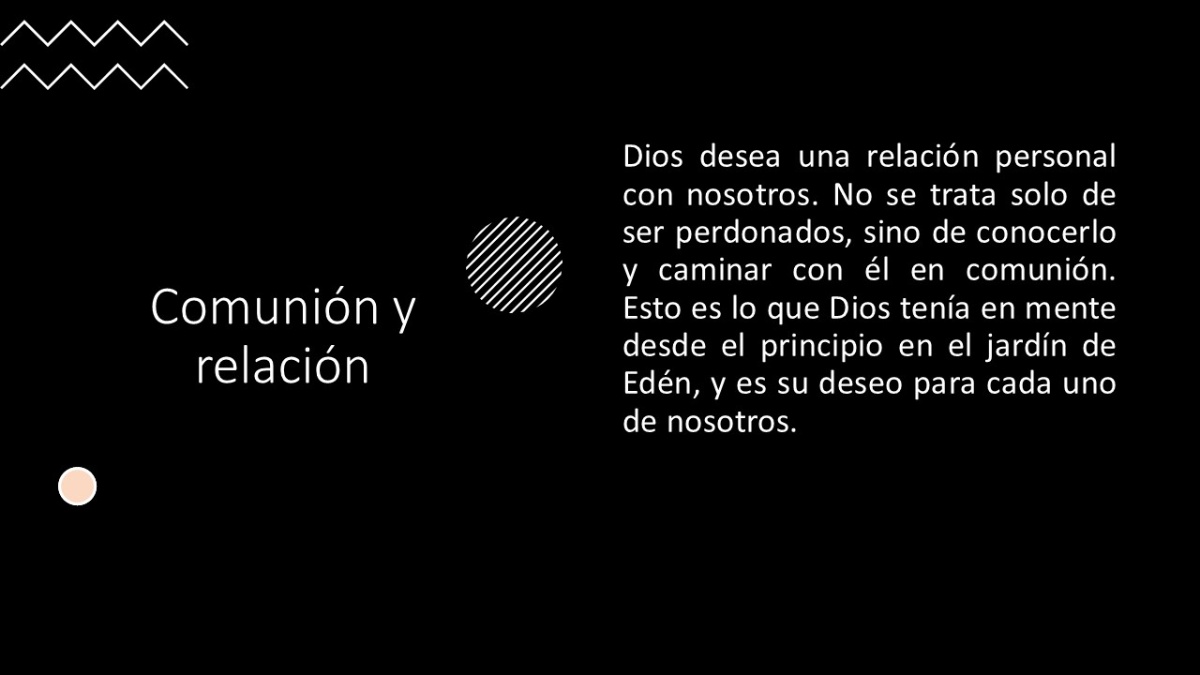 Comunión y
relación
Dios desea una relación personal
con nosotros. No se trata solo de
ser perdonados, sino de conocerlo
y caminar con él en comunión.
Esto es lo que Dios tenía en mente
desde el principio en el jardín de
Edén, y es su deseo para cada uno
de nosotros.